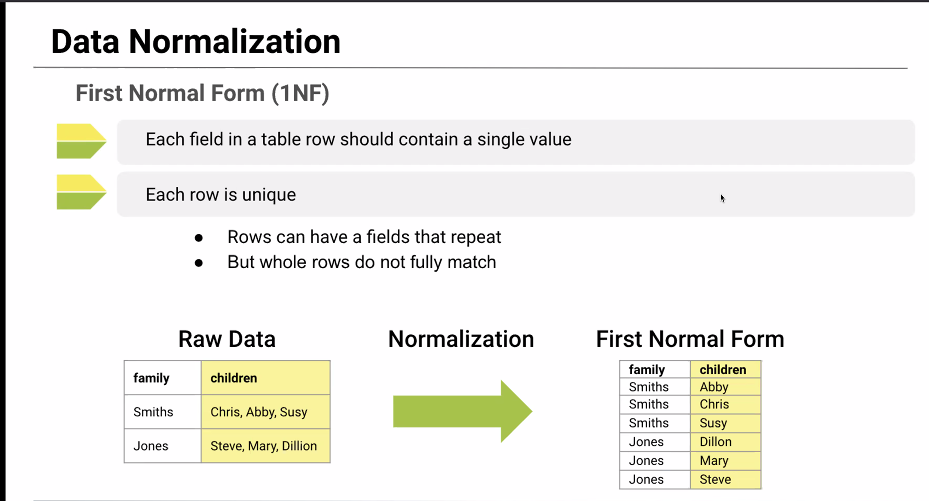 Data Normalization
First Normal Form (1NF)
Each field in a table row should contain a single value
Each row is unique
● Rows can have a fields that repeat
● But whole rows do not fully match
Raw Data
family children
Smiths Chris, Abby, Susy
Jones Steve, Mary, Dillion
Normalization
First Normal Form
family children
Smiths Abby
Smiths Chris
Smiths Susy
Jones Dillon
Jones Mary
Jones Steve